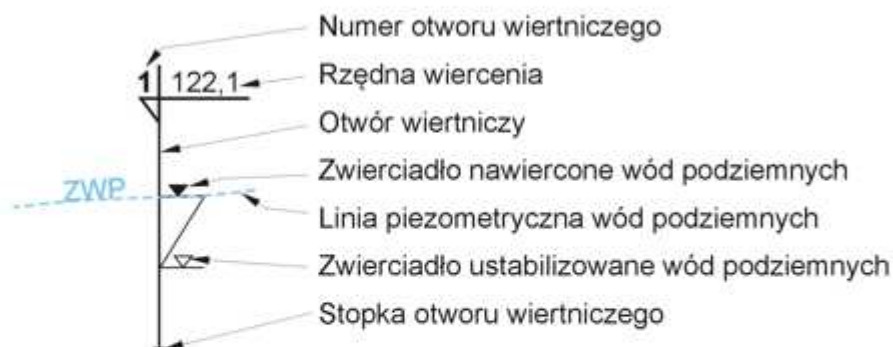 Numer otworu wiertniczego
1 122,1
Rzędna wiercenia
Otwór wiertniczy
Zwierciadło nawiercone wód podziemnych
ZWP
Linia piezometryczna wód podziemnych
Zwierciadło ustabilizowane wód podziemnych
Stopka otworu wiertniczego